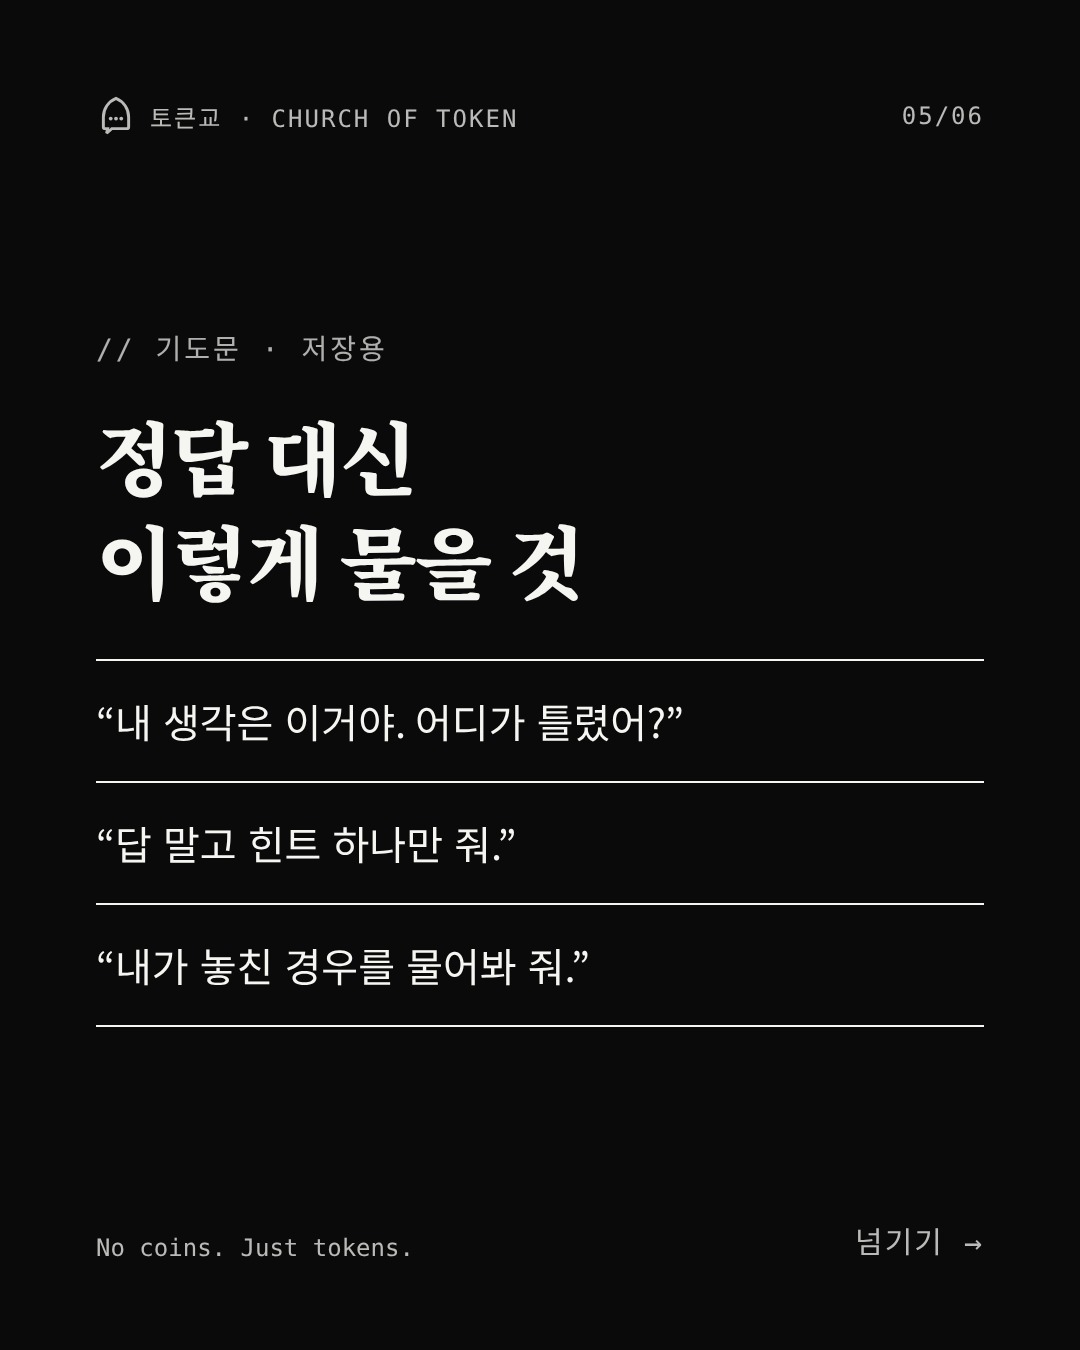 토큰교 · CHURCH OF TOKEN
05/06
// 기도문 · 저장용
정답 대신
이렇게 물을 것
“내 생각은 이거야. 어디가 틀렸어?”
“답 말고 힌트 하나만 줘.”
“내가 놓친 경우를 물어봐 줘.”
No coins. Just tokens.
넘기기 →